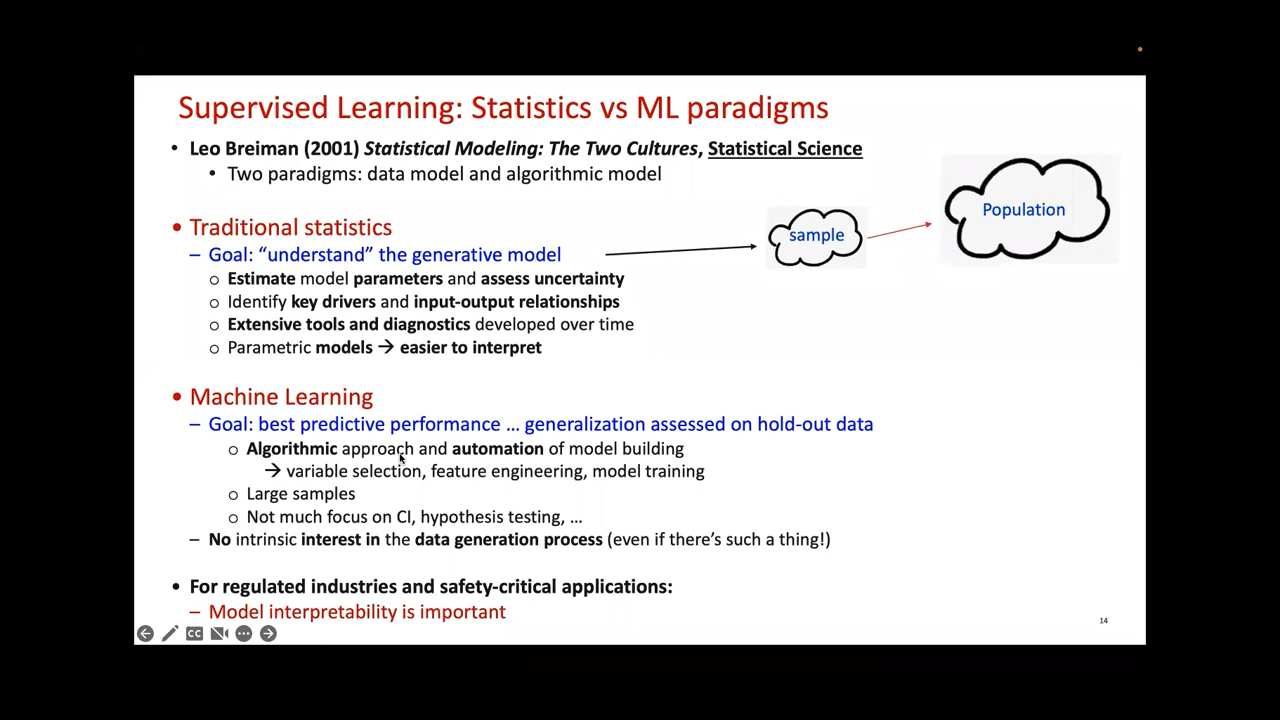 Supervised Learning: Statistics vs ML paradigms
• Leo Breiman (2001) Statistical Modeling: The Two Cultures, Statistical Science
• Two paradigms: data model and algorithmic model
Population
sample
• Traditional statistics
– Goal: “understand” the generative model
o Estimate model parameters and assess uncertainty
o Identify key drivers and input-output relationships
o Extensive tools and diagnostics developed over time
o Parametric models → easier to interpret
• Machine Learning
– Goal: best predictive performance … generalization assessed on hold-out data
o Algorithmic approach and automation of model building
→ variable selection, feature engineering, model training
o Large samples
o Not much focus on CI, hypothesis testing, …
– No intrinsic interest in the data generation process (even if there’s such a thing!)
• For regulated industries and safety-critical applications:
– Model interpretability is important
14
CC